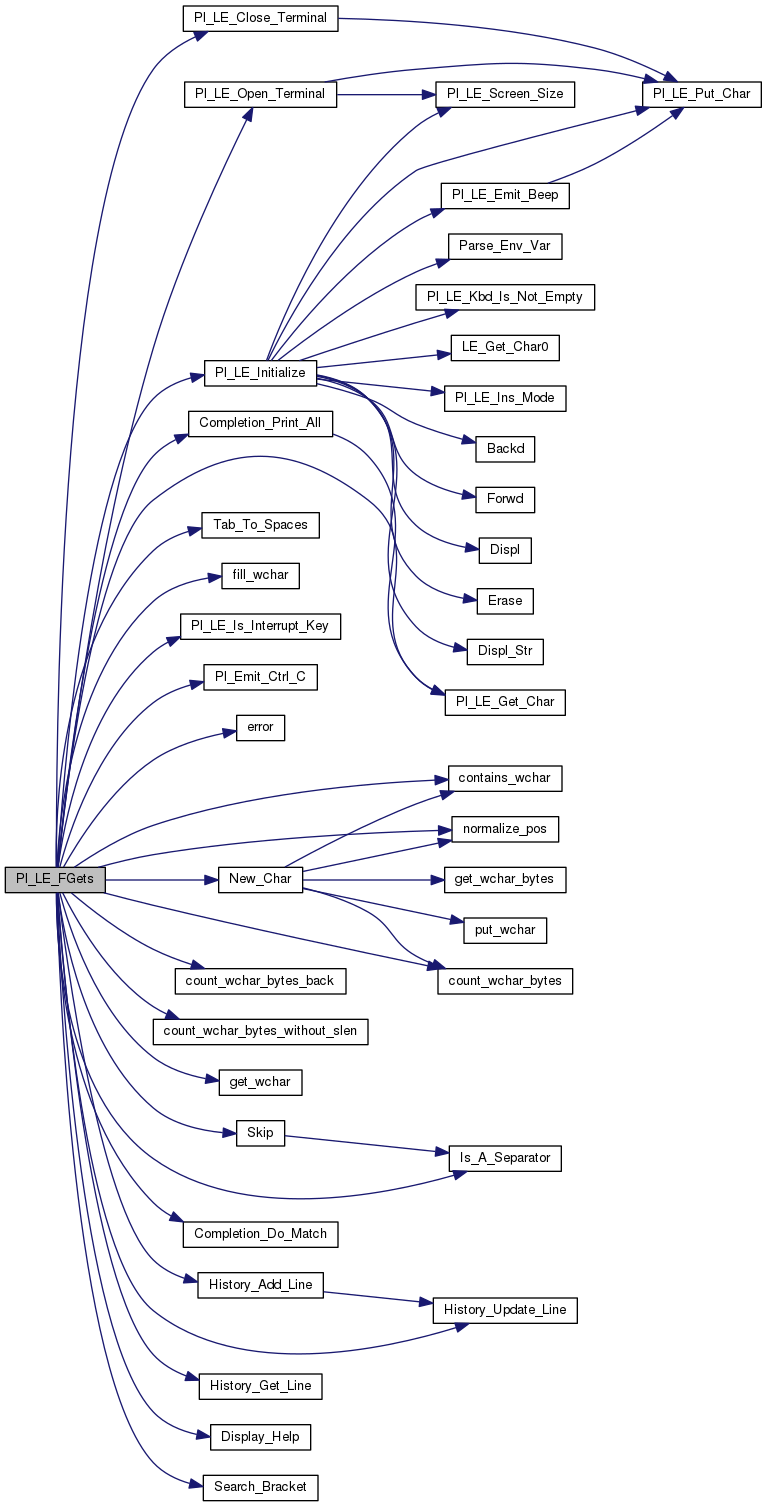 Pl_LE_Close_Terminal
Pl_LE_Open_Terminal
Pl_LE_Screen_Size
Pl_LE_Put_Char
Pl_LE_Emit_Beep
Parse_Env_Var
Pl_LE_Kbd_Is_Not_Empty
LE_Get_Char0
Pl_LE_Initialize
Pl_LE_Ins_Mode
Completion_Print_All
Backd
Forwd
Tab_To_Spaces
Displ
fill_wchar
Erase
Pl_LE_Is_Interrupt_Key
Displ_Str
Pl_Emit_Ctrl_C
Pl_LE_Get_Char
error
contains_wchar
normalize_pos
Pl_LE_FGets
New_Char
get_wchar_bytes
put_wchar
count_wchar_bytes_back
count_wchar_bytes
count_wchar_bytes_without_slen
get_wchar
Skip
Is_A_Separator
Completion_Do_Match
History_Add_Line
History_Update_Line
History_Get_Line
Display_Help
Search_Bracket